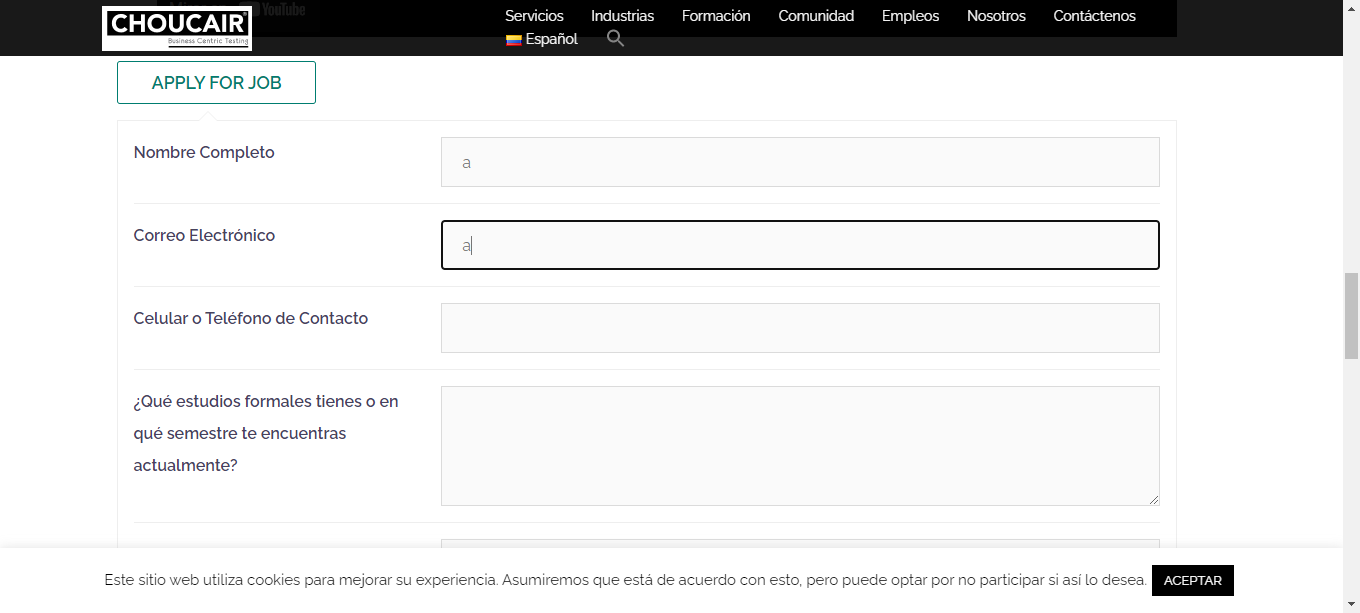 YouTube
CHOUCAIR
Business Centric Testing
Servicios Industrias Formación Comunidad Empleos Nosotros Contáctenos
Español
APPLY FOR JOB
Nombre Completo
a
Correo Electrónico
a
Celular o Teléfono de Contacto
¿Qué estudios formales tienes o en
qué semestre te encuentras
actualmente?
Este sitio web utiliza cookies para mejorar su experiencia. Asumiremos que está de acuerdo con esto, pero puede optar por no participar si así lo desea. ACEPTAR